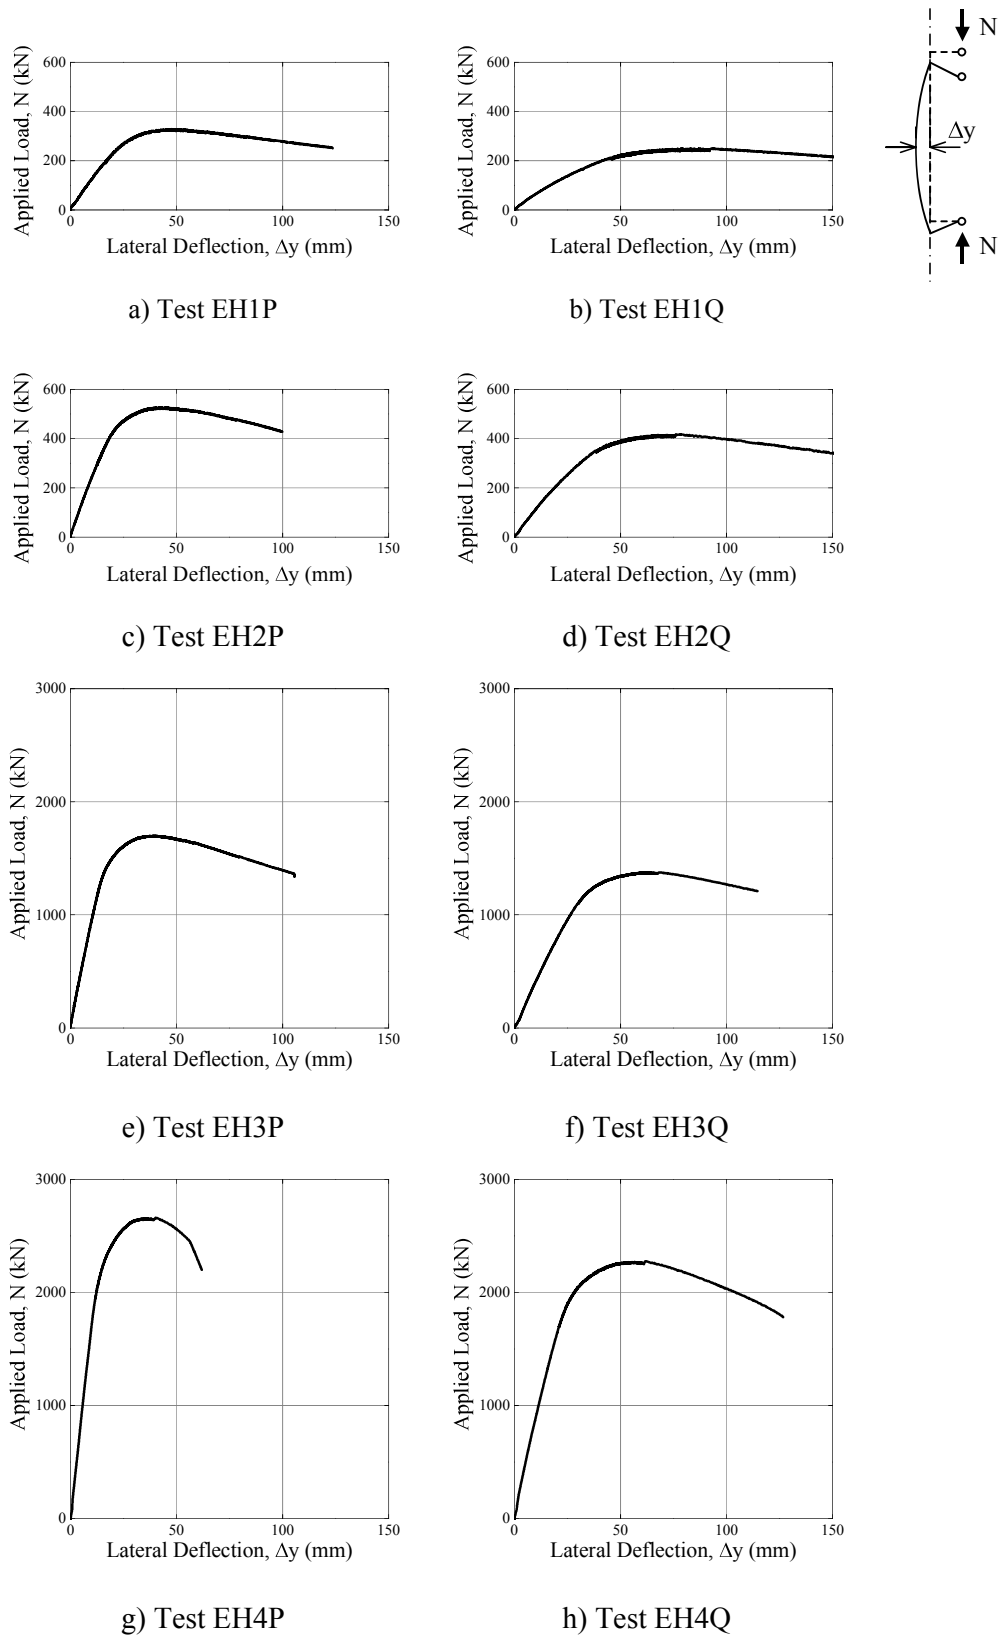 N
Δy
N
600
400
200
0
Applied Load, N (kN)
0 50 100 150
Lateral Deflection, Δy (mm)
a) Test EH1P
600
400
200
0
Applied Load, N (kN)
0 50 100 150
Lateral Deflection, Δy (mm)
b) Test EH1Q
600
400
200
0
Applied Load, N (kN)
0 50 100 150
Lateral Deflection, Δy (mm)
c) Test EH2P
600
400
200
0
Applied Load, N (kN)
0 50 100 150
Lateral Deflection, Δy (mm)
d) Test EH2Q
3000
2000
1000
0
Applied Load, N (kN)
0 50 100 150
Lateral Deflection, Δy (mm)
e) Test EH3P
3000
2000
1000
0
Applied Load, N (kN)
0 50 100 150
Lateral Deflection, Δy (mm)
f) Test EH3Q
3000
2000
1000
0
Applied Load, N (kN)
0 50 100 150
Lateral Deflection, Δy (mm)
g) Test EH4P
3000
2000
1000
0
Applied Load, N (kN)
0 50 100 150
Lateral Deflection, Δy (mm)
h) Test EH4Q